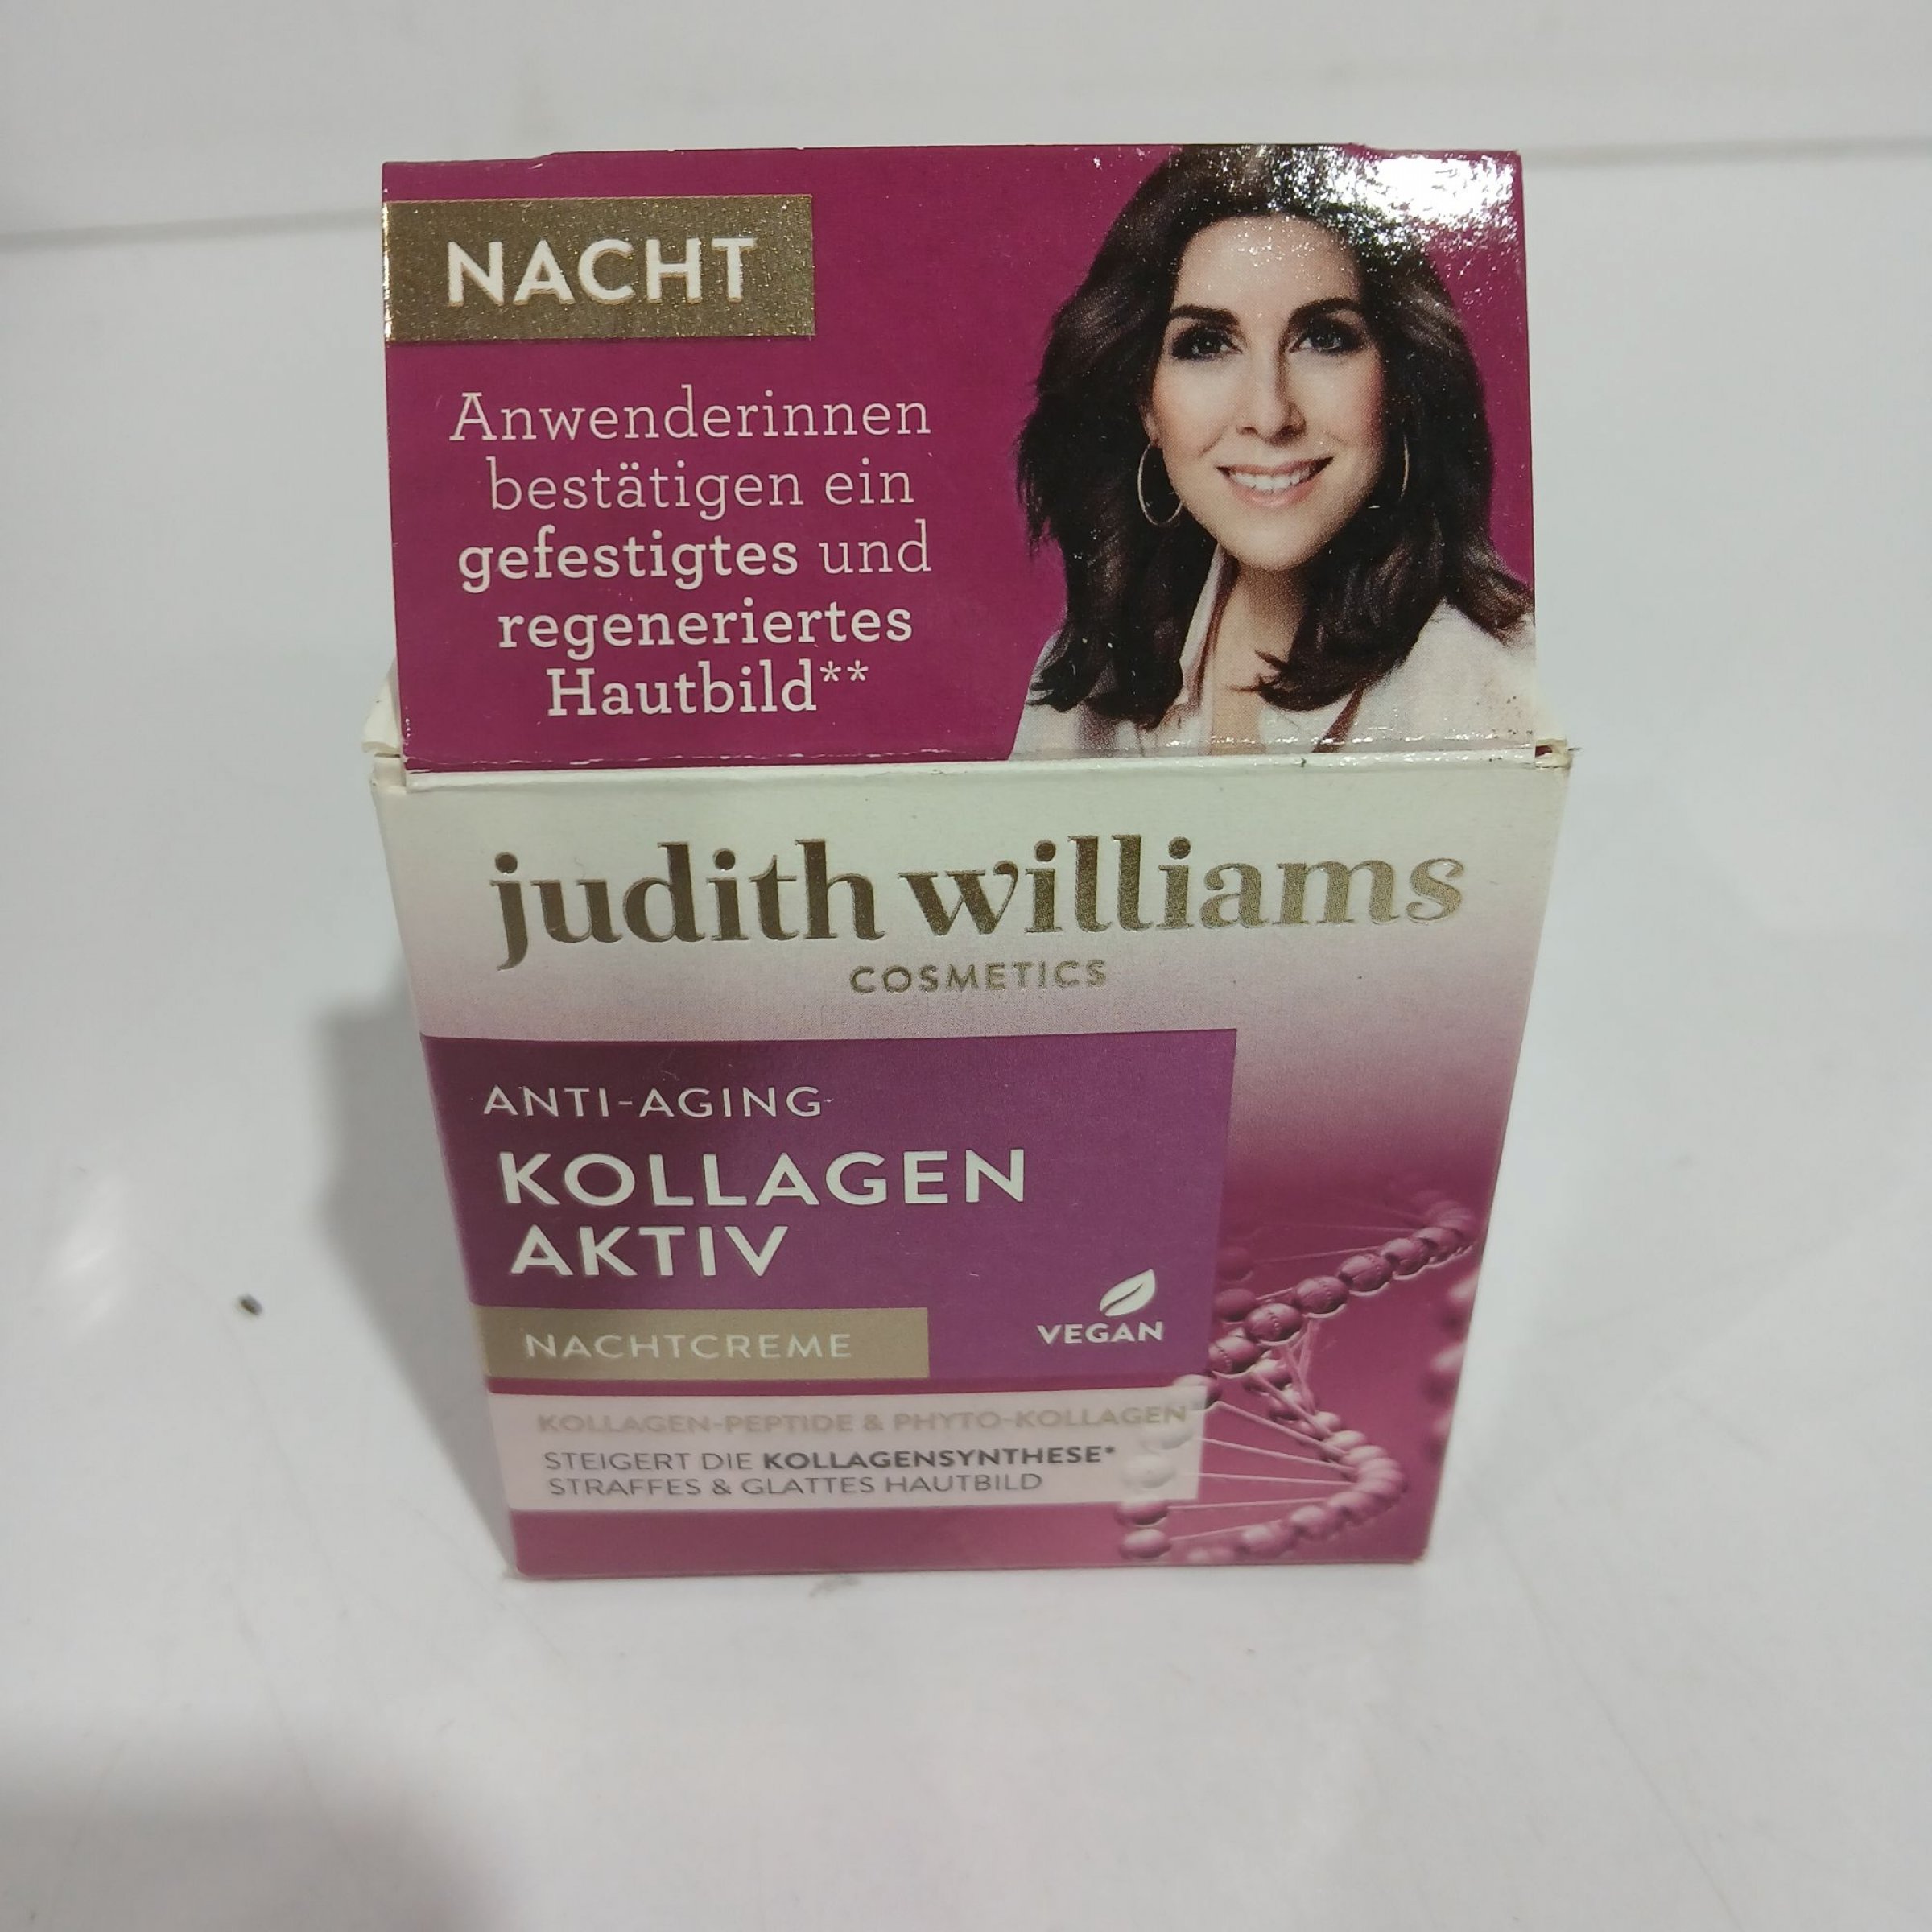 NACHT
Anwenderinnen
bestätigen ein
gefestigtes und
regeneriertes
Hautbild**
judith williams
COSMETICS
ANTI-AGING
KOLLAGEN
AKTIV
NACHTCREME
VEGAN
KOLLAGEN-PEPTIDE & PHYTO-KOLLAGEN
STEIGERT DIE KOLLAGENSYNTHESE*
STRAFFES & GLATTES HAUTBILD